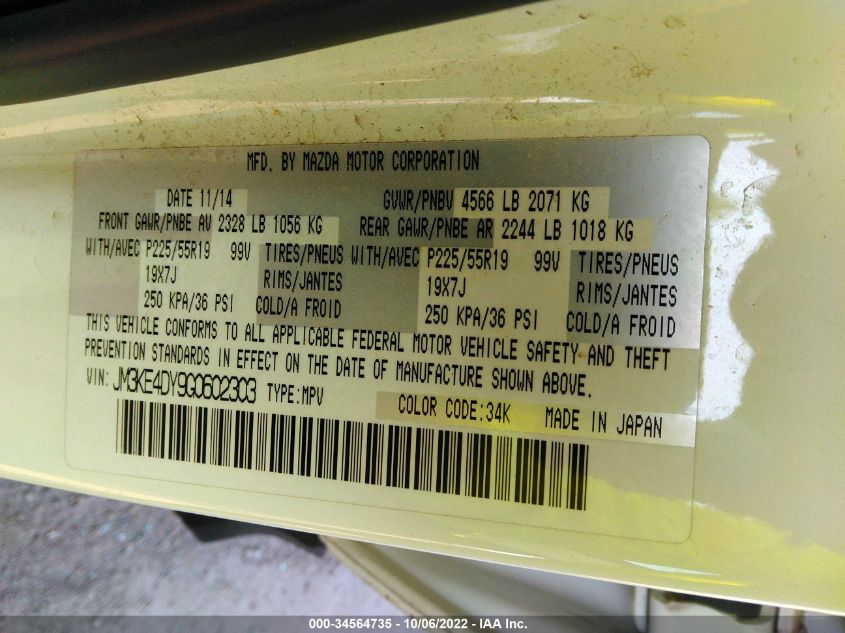 MFD. BY MAZDA MOTOR CORPORATION
DATE 11/14 GVWR/PNBV 4566 LB 2071 KG
FRONT GAWR/PNBE AV 2328 LB 1056 KG REAR GAWR/PNBE AR 2244 LB 1018 KG
WITH/AVEC P225/55R19 99V TIRES/PNEUS WITH/AVEC P225/55R19 99V TIRES/PNEUS
19X7J RIMS/JANTES 19X7J RIMS/JANTES
250 KPA/36 PSI COLD/A FROID 250 KPA/36 PSI COLD/A FROID
THIS VEHICLE CONFORMS TO ALL APPLICABLE FEDERAL MOTOR VEHICLE SAFETY AND THEFT
PREVENTION STANDARDS IN EFFECT ON THE DATE OF MANUFACTURE SHOWN ABOVE.
VIN: JM3KE4DY9G0602303 TYPE:MPV COLOR CODE:34K MADE IN JAPAN
000-34564735 - 10/06/2022 - IAA Inc.